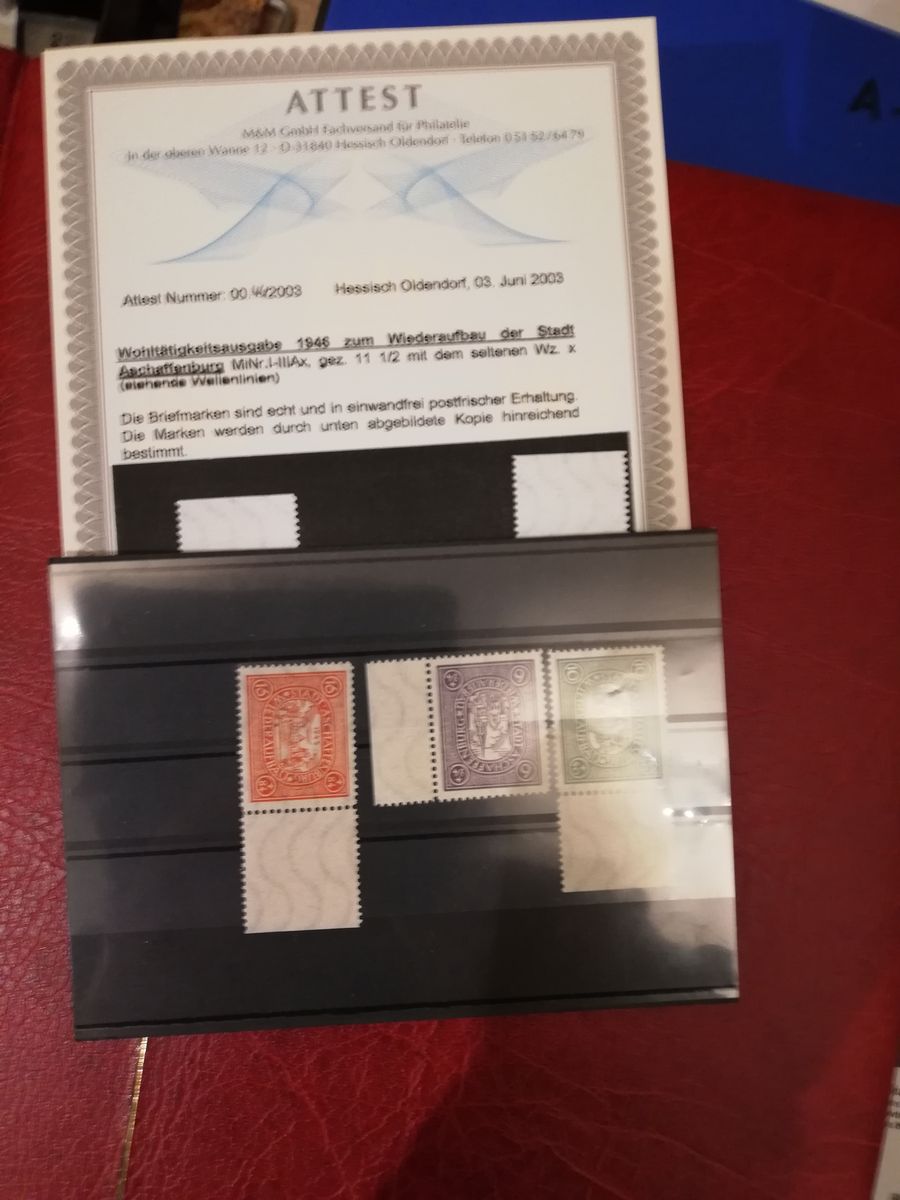 ATTEST
M&M GmbH Fachversand für Philatelie
In der oberen Wanne 12 · D-31840 Hessisch Oldendorf · Telefon 0 51 52 / 64 79
Attest Nummer: 00 /2003 Hessisch Oldendorf, 03. Juni 2003
Wohltätigkeitsausgabe 1946 zum Wiederaufbau der Stadt
Aschaffenburg MiNr.I-IIIAx, gez. 11 1/2 mit dem seltenen Wz. x
(stehende Wellenlinien)
Die Briefmarken sind echt und in einwandfrei postfrischer Erhaltung.
Die Marken werden durch unten abgebildete Kopie hinreichend
bestimmt.
A